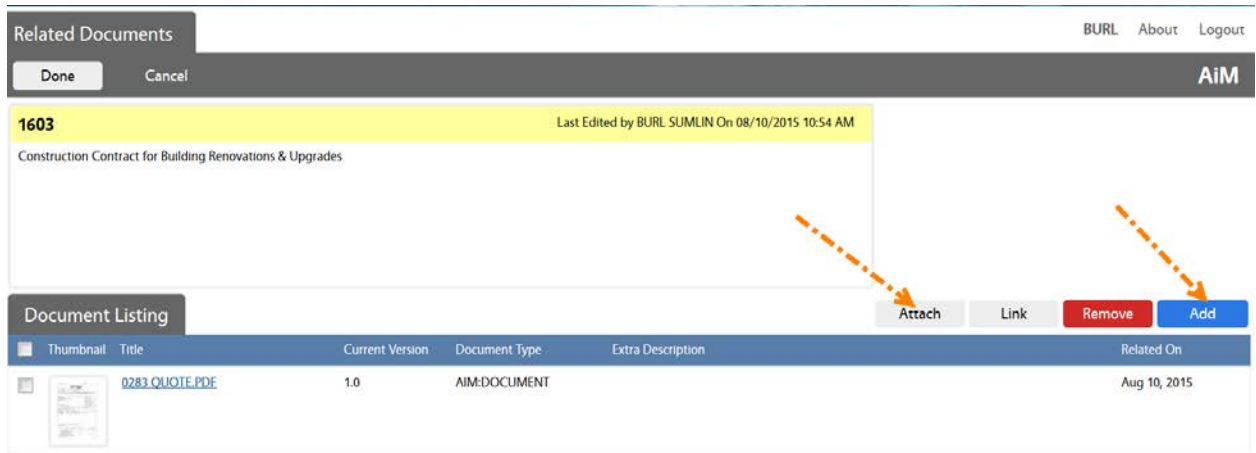 Related Documents
BURL About Logout
Done Cancel AiM
1603 Last Edited by BURL SUMLIN On 08/10/2015 10:54 AM
Construction Contract for Building Renovations & Upgrades
Document Listing Attach Link Remove Add
Thumbnail Title Current Version Document Type Extra Description Related On
0283 QUOTE.PDF 1.0 AIM:DOCUMENT Aug 10, 2015